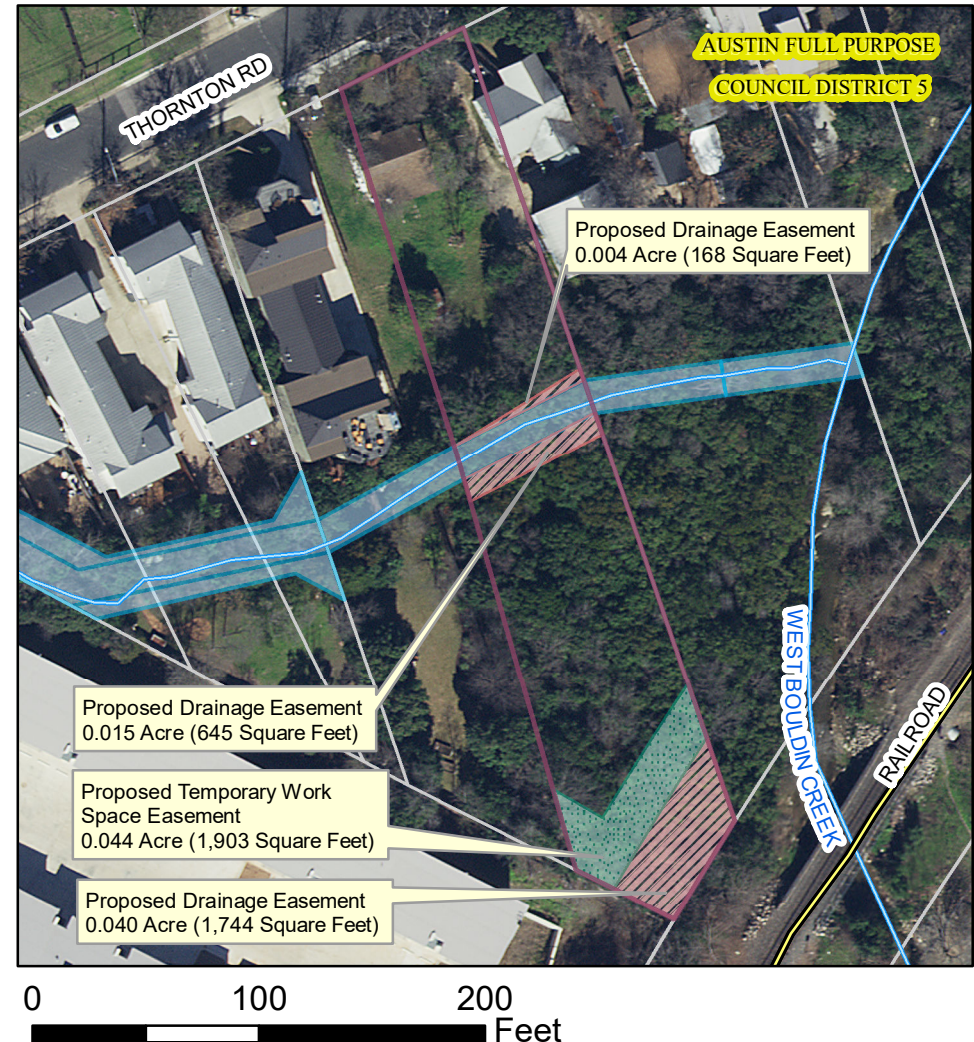 AUSTIN FULL PURPOSE
COUNCIL DISTRICT 5
THORNTON RD
Proposed Drainage Easement
0.004 Acre (168 Square Feet)
Proposed Drainage Easement
0.015 Acre (645 Square Feet)
Proposed Temporary Work
Space Easement
0.044 Acre (1,903 Square Feet)
Proposed Drainage Easement
0.040 Acre (1,744 Square Feet)
WEST BOULDIN CREEK
RAILROAD
0 100 200
Feet